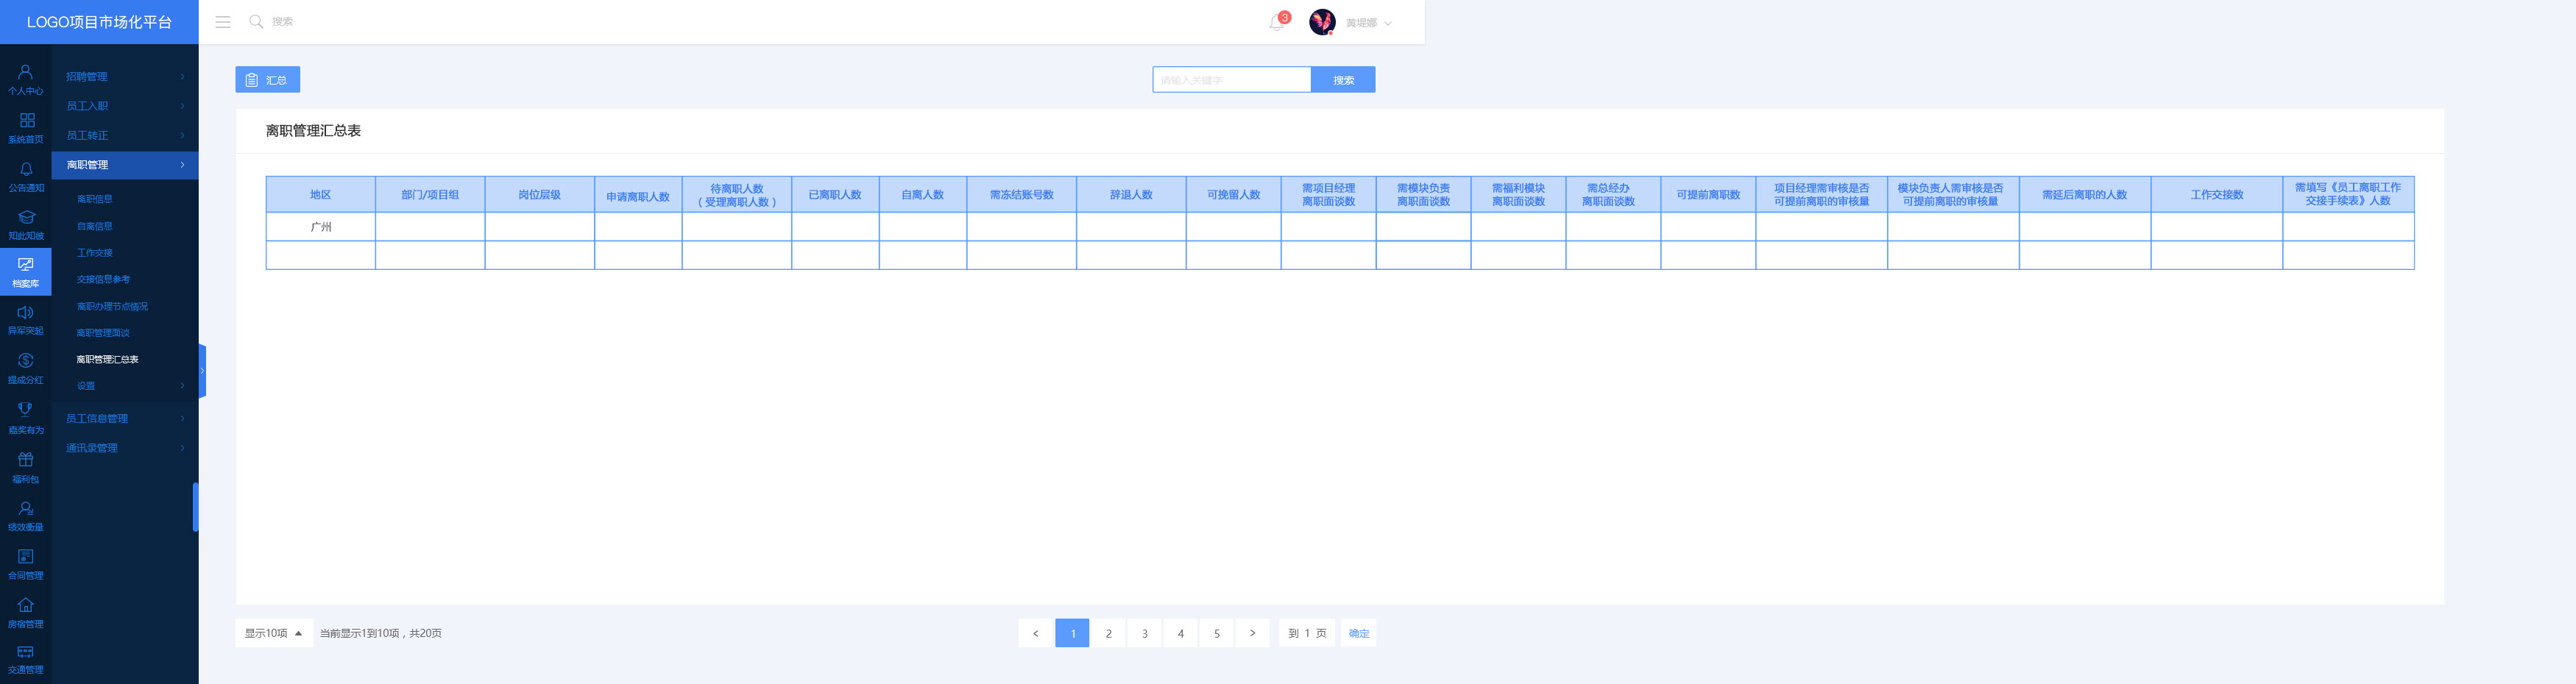 LOGO项目市场化平台
搜索
3
黄堤娜
个人中心
系统首页
公告通知
知此知彼
档案库
异军突起
提成分红
嘉奖有为
福利包
绩效衡量
合同管理
房宿管理
交通管理
招聘管理
员工入职
员工转正
离职管理
离职信息
自离信息
工作交接
交接信息参考
离职办理节点情况
离职管理面谈
离职管理汇总表
设置
员工信息管理
通讯录管理
汇总
请输入关键字
搜索
离职管理汇总表
地区
部门/项目组
岗位层级
申请离职人数
待离职人数
（受理离职人数）
已离职人数
自离人数
需冻结账号数
辞退人数
可挽留人数
需项目经理
离职面谈数
需模块负责
离职面谈数
需福利模块
离职面谈数
需总经办
离职面谈数
可提前离职数
项目经理需审核是否
可提前离职的审核量
模块负责人需审核是否
可提前离职的审核量
需延后离职的人数
工作交接数
需填写《员工离职工作
交接手续表》人数
广州
显示10项
当前显示1到10项，共20页
< 1 2 3 4 5 >
到 1 页
确定